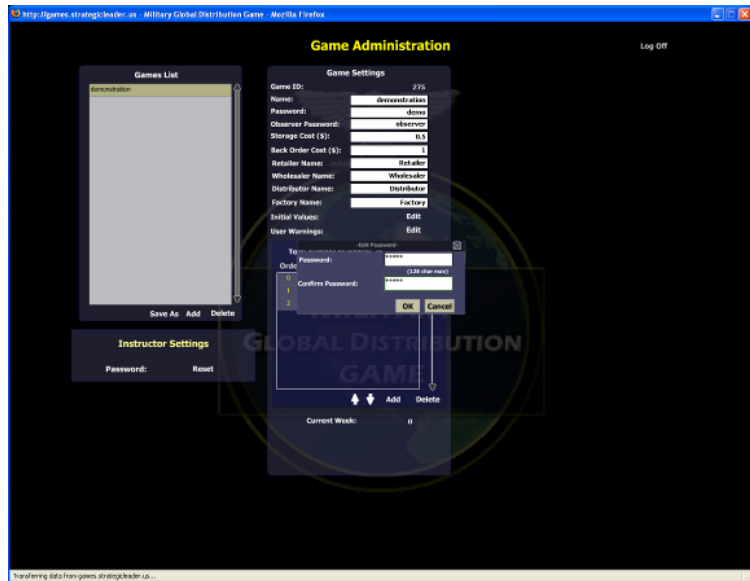 http://games.strategicleader.us - Military Global Distribution Game - Mozilla Firefox
Game Administration
Log Off
Games List
demonstration
Save As Add Delete
Instructor Settings
Password: Reset
Game Settings
Game ID: 275
Name: demonstration
Password: demo
Observer Password: observer
Storage Cost ($): 0.5
Back Order Cost ($): 1
Retailer Name: Retailer
Wholesaler Name: Wholesaler
Distributor Name: Distributor
Factory Name: Factory
Initial Values: Edit
User Warnings: Edit
-Edit Password-
Password: *****
(128 char max)
Confirm Password: *****
OK Cancel
Orde
0
1
2
GLOBAL DISTRIBUTION
GAME
Add Delete
Current Week: 0
Transferring data from games.strategicleader.us...